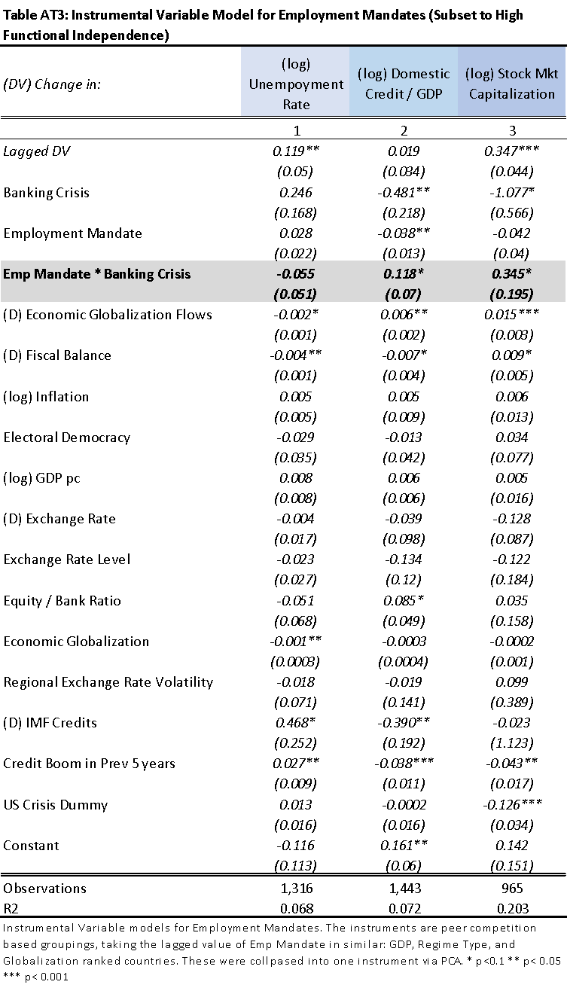 Table AT3: Instrumental Variable Model for Employment Mandates (Subset to High
Functional Independence)
(DV) Change in: (log) Unempoyment Rate (log) Domestic Credit / GDP (log) Stock Mkt Capitalization
1 2 3
Lagged DV 0.119** 0.019 0.347***
(0.05) (0.034) (0.044)
Banking Crisis 0.246 -0.481** -1.077*
(0.168) (0.218) (0.566)
Employment Mandate 0.028 -0.038** -0.042
(0.022) (0.013) (0.04)
Emp Mandate * Banking Crisis -0.055 0.118* 0.345*
(0.051) (0.07) (0.195)
(D) Economic Globalization Flows -0.002* 0.006** 0.015***
(0.001) (0.002) (0.003)
(D) Fiscal Balance -0.004** -0.007* 0.009*
(0.001) (0.004) (0.005)
(log) Inflation 0.005 0.005 0.006
(0.005) (0.009) (0.013)
Electoral Democracy -0.029 -0.013 0.034
(0.035) (0.042) (0.077)
(log) GDP pc 0.008 0.006 0.005
(0.008) (0.006) (0.016)
(D) Exchange Rate -0.004 -0.039 -0.128
(0.017) (0.098) (0.087)
Exchange Rate Level -0.023 -0.134 -0.122
(0.027) (0.12) (0.184)
Equity / Bank Ratio -0.051 0.085* 0.035
(0.068) (0.049) (0.158)
Economic Globalization -0.001** -0.0003 -0.0002
(0.0003) (0.0004) (0.001)
Regional Exchange Rate Volatility -0.018 -0.019 0.099
(0.071) (0.141) (0.389)
(D) IMF Credits 0.468* -0.390** -0.023
(0.252) (0.192) (1.123)
Credit Boom in Prev 5 years 0.027** -0.038*** -0.043**
(0.009) (0.011) (0.017)
US Crisis Dummy 0.013 -0.0002 -0.126***
(0.016) (0.016) (0.034)
Constant -0.116 0.161** 0.142
(0.113) (0.06) (0.151)
Observations 1,316 1,443 965
R2 0.068 0.072 0.203
Instrumental Variable models for Employment Mandates. The instruments are peer competition
based groupings, taking the lagged value of Emp Mandate in similar: GDP, Regime Type, and
Globalization ranked countries. These were collpased into one instrument via PCA. * p<0.1 ** p< 0.05
*** p< 0.001